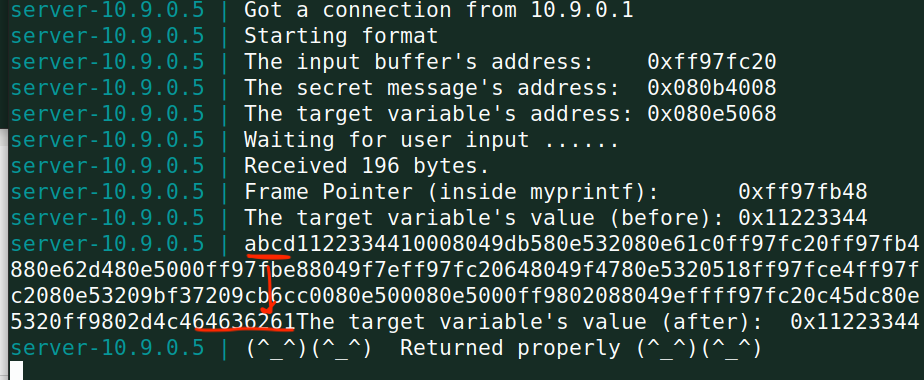 server-10.9.0.5 | Got a connection from 10.9.0.1
server-10.9.0.5 | Starting format
server-10.9.0.5 | The input buffer's address:    0xff97fc20
server-10.9.0.5 | The secret message's address: 0x080b4008
server-10.9.0.5 | The target variable's address: 0x080e5068
server-10.9.0.5 | Waiting for user input ......
server-10.9.0.5 | Received 196 bytes.
server-10.9.0.5 | Frame Pointer (inside myprintf):      0xff97fb48
server-10.9.0.5 | The target variable's value (before): 0x11223344
server-10.9.0.5 | abcd1122334410008049db580e532080e61c0ff97fc20ff97fb4
880e62d480e5000ff97fbe88049f7eff97fc20648049f4780e5320518ff97fce4ff97f
c2080e53209bf37209cb6cc0080e500080e5000ff9802088049effff97fc20c45dc80e
5320ff9802d4c464636261The target variable's value (after):  0x11223344
server-10.9.0.5 | (^_^)(^_^)  Returned properly (^_^)(^_^)